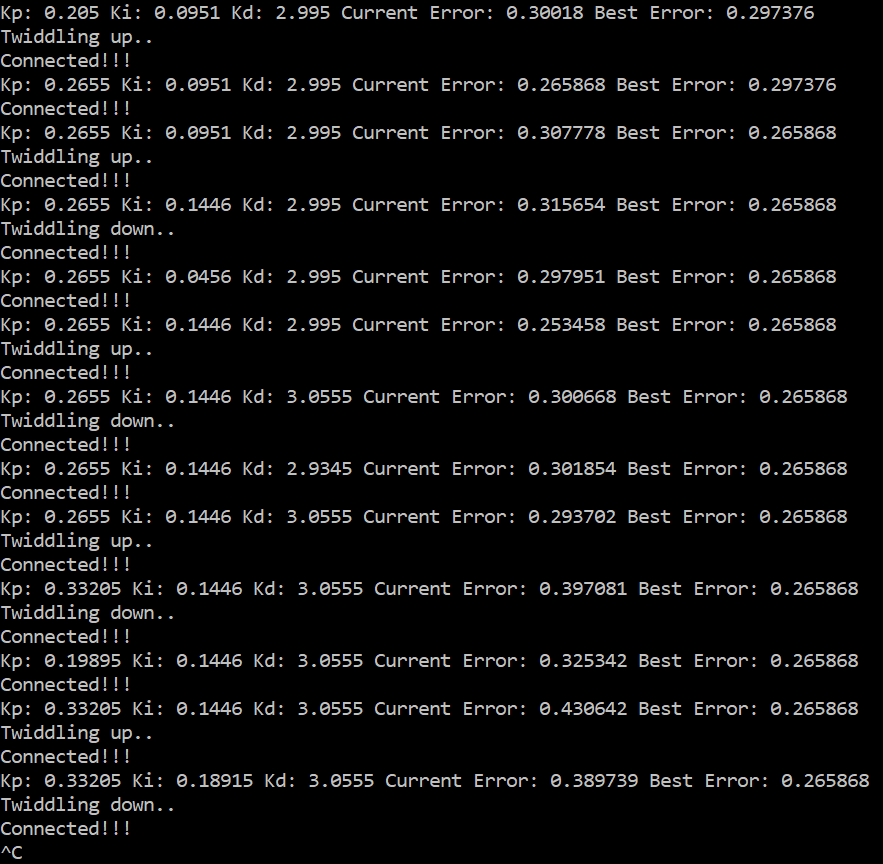 Kp: 0.205 Ki: 0.0951 Kd: 2.995 Current Error: 0.30018 Best Error: 0.297376
Twiddling up..
Connected!!!
Kp: 0.2655 Ki: 0.0951 Kd: 2.995 Current Error: 0.265868 Best Error: 0.297376
Connected!!!
Kp: 0.2655 Ki: 0.0951 Kd: 2.995 Current Error: 0.307778 Best Error: 0.265868
Twiddling up..
Connected!!!
Kp: 0.2655 Ki: 0.1446 Kd: 2.995 Current Error: 0.315654 Best Error: 0.265868
Twiddling down..
Connected!!!
Kp: 0.2655 Ki: 0.0456 Kd: 2.995 Current Error: 0.297951 Best Error: 0.265868
Connected!!!
Kp: 0.2655 Ki: 0.1446 Kd: 2.995 Current Error: 0.253458 Best Error: 0.265868
Twiddling up..
Connected!!!
Kp: 0.2655 Ki: 0.1446 Kd: 3.0555 Current Error: 0.300668 Best Error: 0.265868
Twiddling down..
Connected!!!
Kp: 0.2655 Ki: 0.1446 Kd: 2.9345 Current Error: 0.301854 Best Error: 0.265868
Connected!!!
Kp: 0.2655 Ki: 0.1446 Kd: 3.0555 Current Error: 0.293702 Best Error: 0.265868
Twiddling up..
Connected!!!
Kp: 0.33205 Ki: 0.1446 Kd: 3.0555 Current Error: 0.397081 Best Error: 0.265868
Twiddling down..
Connected!!!
Kp: 0.19895 Ki: 0.1446 Kd: 3.0555 Current Error: 0.325342 Best Error: 0.265868
Connected!!!
Kp: 0.33205 Ki: 0.1446 Kd: 3.0555 Current Error: 0.430642 Best Error: 0.265868
Twiddling up..
Connected!!!
Kp: 0.33205 Ki: 0.18915 Kd: 3.0555 Current Error: 0.389739 Best Error: 0.265868
Twiddling down..
Connected!!!
^C